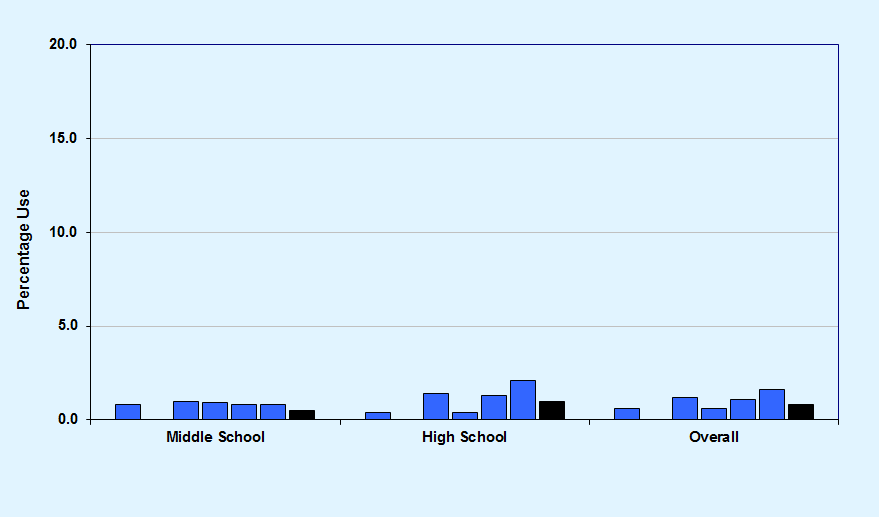 20.0
15.0
10.0
5.0
0.0
Percentage Use
Middle School
High School
Overall